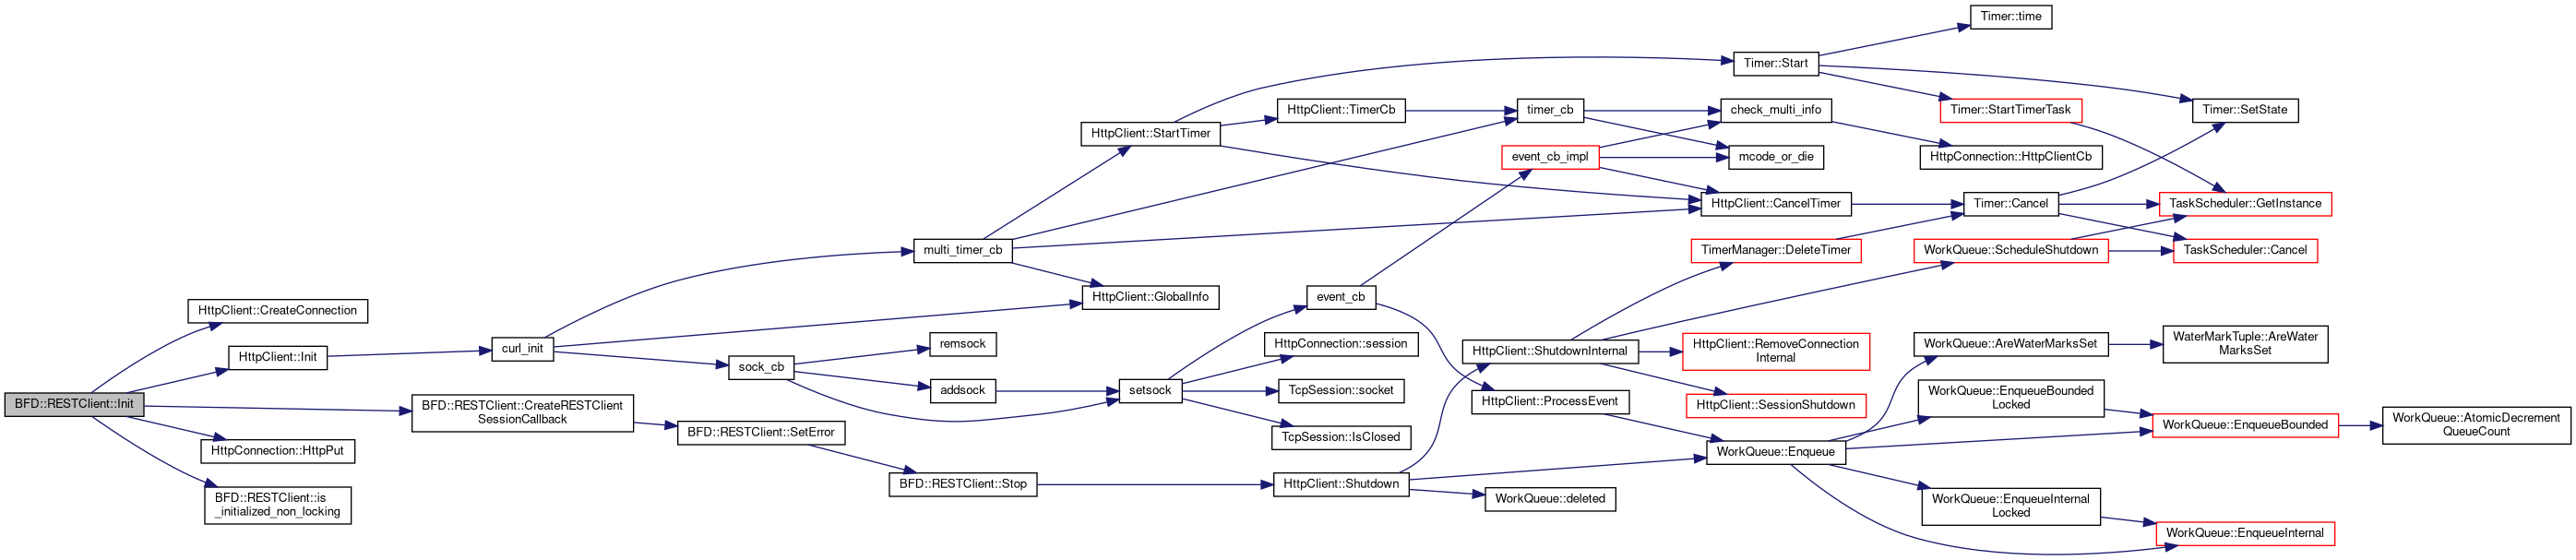 BFD::RESTClient::Init
HttpClient::CreateConnection
HttpClient::Init
BFD::RESTClient::CreateRESTClient
SessionCallback
HttpConnection::HttpPut
BFD::RESTClient::is
_initialized_non_locking
curl_init
BFD::RESTClient::SetError
multi_timer_cb
HttpClient::GlobalInfo
sock_cb
remsock
addsock
setsock
BFD::RESTClient::Stop
HttpClient::StartTimer
HttpClient::TimerCb
timer_cb
event_cb_impl
event_cb
HttpConnection::session
TcpSession::socket
TcpSession::IsClosed
HttpClient::Shutdown
HttpClient::ShutdownInternal
HttpClient::ProcessEvent
WorkQueue::deleted
Timer::Start
check_multi_info
mcode_or_die
HttpClient::CancelTimer
TimerManager::DeleteTimer
HttpClient::RemoveConnection
Internal
HttpClient::SessionShutdown
WorkQueue::Enqueue
Timer::time
Timer::StartTimerTask
HttpConnection::HttpClientCb
Timer::Cancel
WorkQueue::ScheduleShutdown
WorkQueue::AreWaterMarksSet
WorkQueue::EnqueueBounded
Locked
WorkQueue::EnqueueInternal
Locked
Timer::SetState
TaskScheduler::GetInstance
TaskScheduler::Cancel
WaterMarkTuple::AreWater
MarksSet
WorkQueue::EnqueueBounded
WorkQueue::EnqueueInternal
WorkQueue::AtomicDecrement
QueueCount